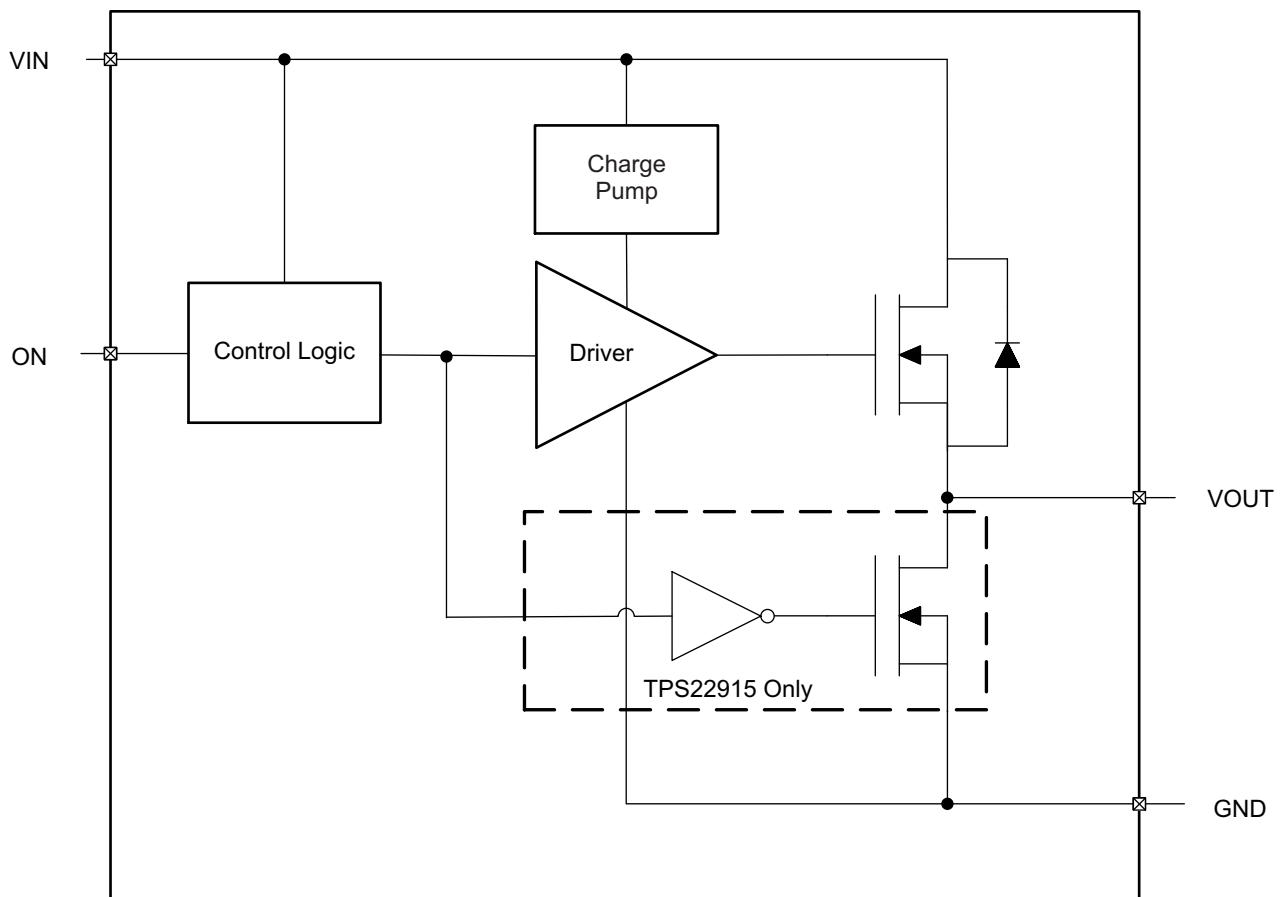 VIN
Charge
Pump
ON
Control Logic
Driver
VOUT
TPS22915 Only
GND